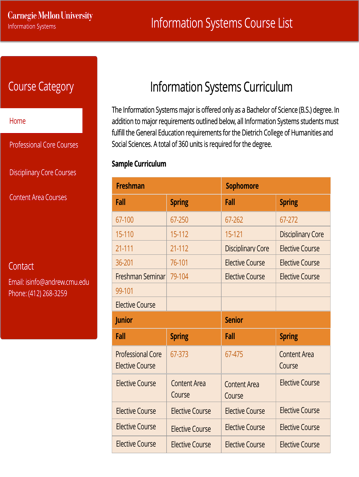 Carnegie Mellon University
Information Systems
Information Systems Course List
Course Category
Home
Professional Core Courses
Disciplinary Core Courses
Content Area Courses
Contact
Email: isinfo@andrew.cmu.edu
Phone: (412) 268-3259
Information Systems Curriculum
The Information Systems major is offered only as a Bachelor of Science (B.S.) degree. In
addition to major requirements outlined below, all Information Systems students must
fulfill the General Education requirements for the Dietrich College of Humanities and
Social Sciences. A total of 360 units is required for the degree.
Sample Curriculum
Freshman Sophomore
Fall Spring Fall Spring
67-100 67-250 67-262 67-272
15-110 15-112 15-121 Disciplinary Core
21-111 21-112 Disciplinary Core Elective Course
36-201 76-101 Elective Course Elective Course
Freshman Seminar 79-104 Elective Course Elective Course
99-101
Elective Course
Junior Senior
Fall Spring Fall Spring
Professional Core 67-373 67-475 Content Area
Elective Course Course
Elective Course Content Area Content Area Elective Course
Course Course
Elective Course Elective Course Elective Course Elective Course
Elective Course Elective Course Elective Course Elective Course
Elective Course Elective Course Elective Course Elective Course